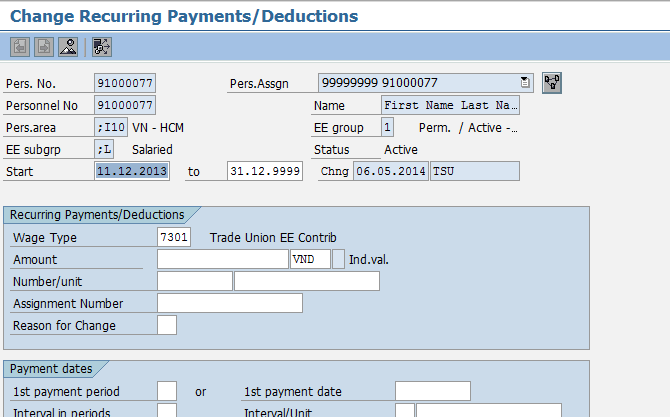 Change Recurring Payments/Deductions
Pers. No. 91000077 Pers.Assgn 99999999 91000077
Personnel No 91000077 Name First Name Last Na...
Pers.area ;I10 VN - HCM EE group 1 Perm. / Active -...
EE subgrp ;L Salaried Status Active
Start 11.12.2013 to 31.12.9999 Chng 06.05.2014 TSU
Recurring Payments/Deductions
Wage Type 7301 Trade Union EE Contrib
Amount VND Ind.val.
Number/unit
Assignment Number
Reason for Change
Payment dates
1st payment period or 1st payment date
Interval in periods Interval/Unit